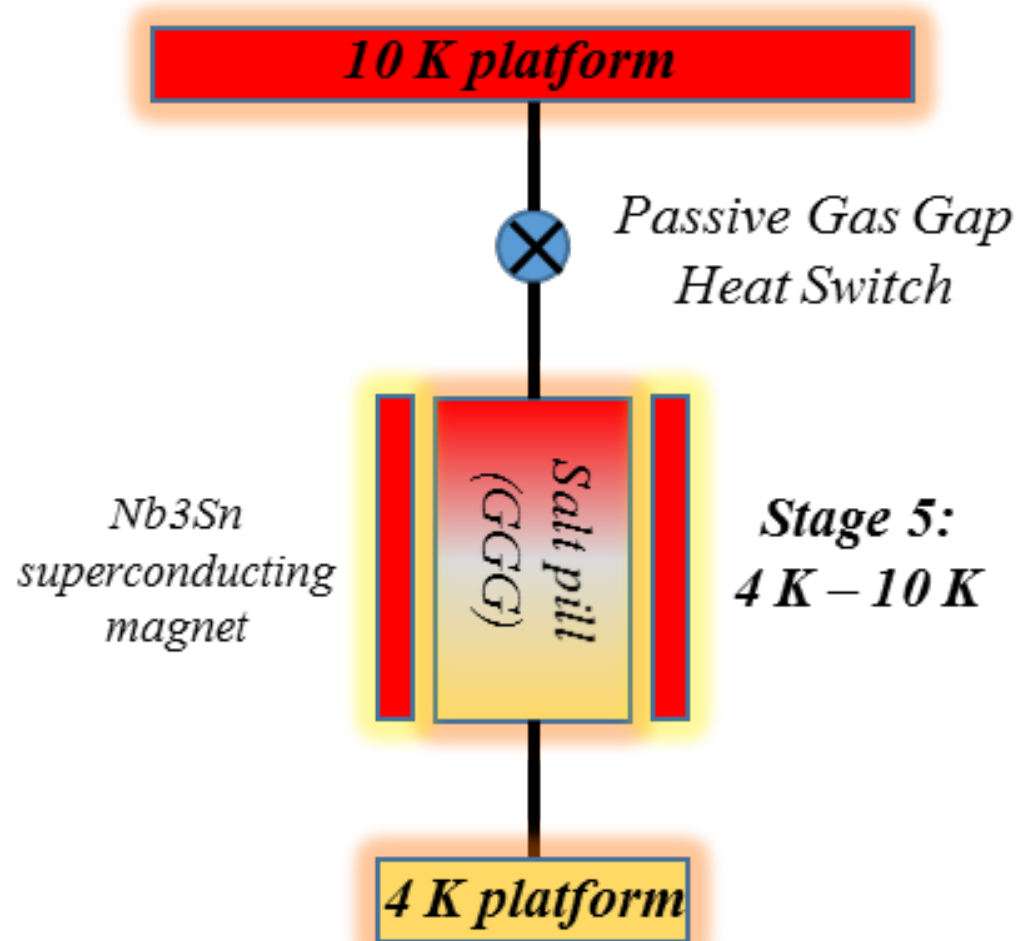 10 K platform
Passive Gas Gap
Heat Switch
Nb3Sn
superconducting
magnet
Salt pill
(GGG)
Stage 5:
4 K – 10 K
4 K platform